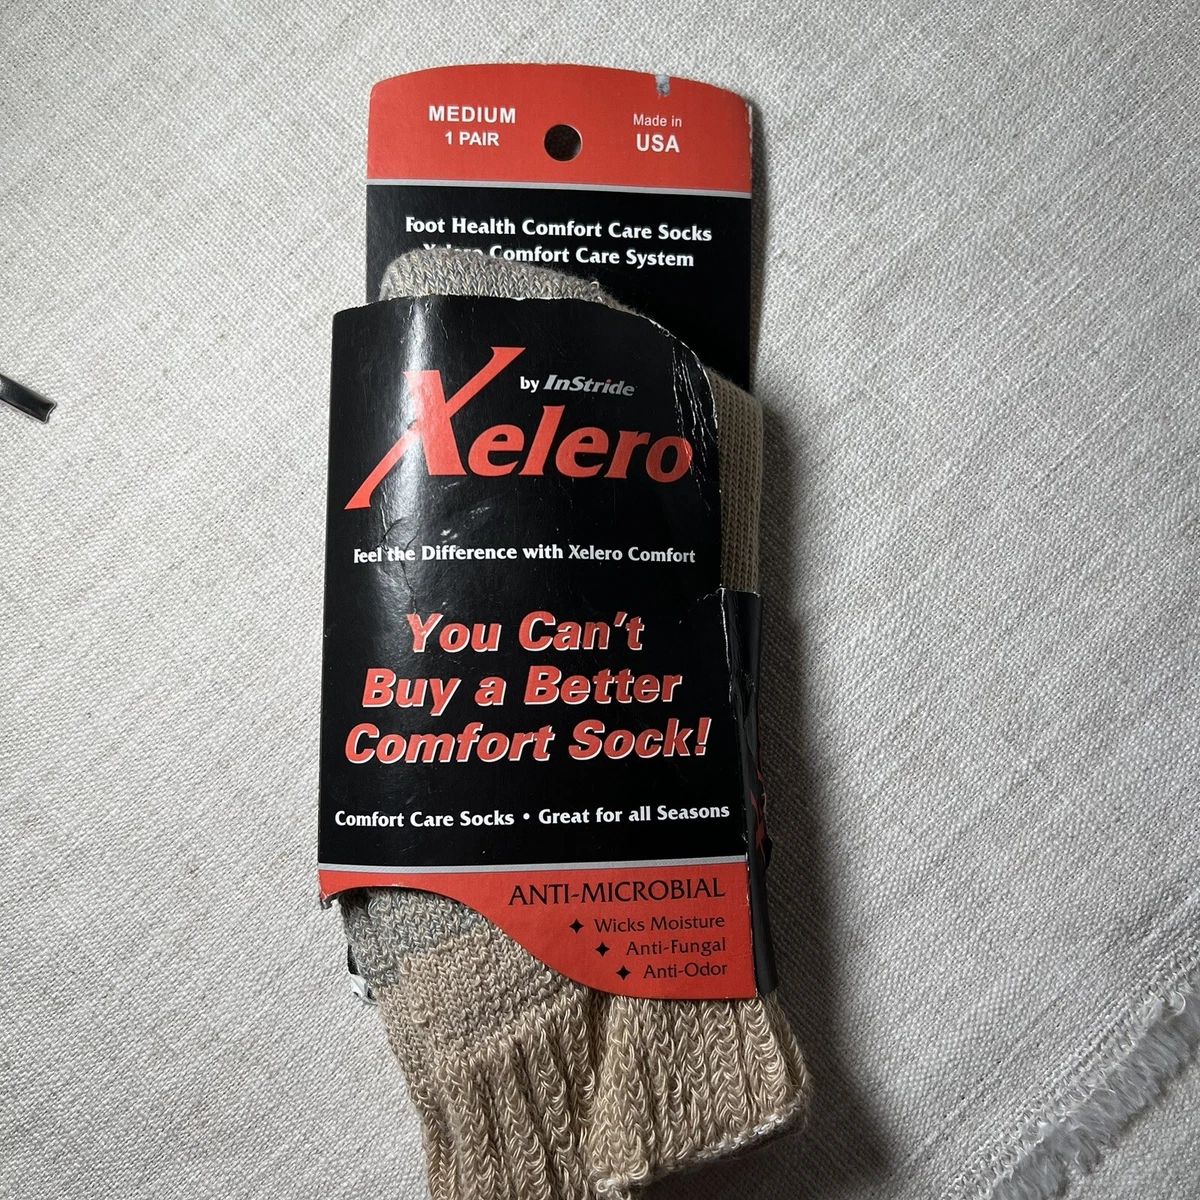 MEDIUM
1 PAIR
Made in
USA
Foot Health Comfort Care Socks
Xelero Comfort Care System
by InStride
Xelero
Feel the Difference with Xelero Comfort
You Can't
Buy a Better
Comfort Sock!
Comfort Care Socks • Great for all Seasons
ANTI-MICROBIAL
✦ Wicks Moisture
✦ Anti-Fungal
✦ Anti-Odor